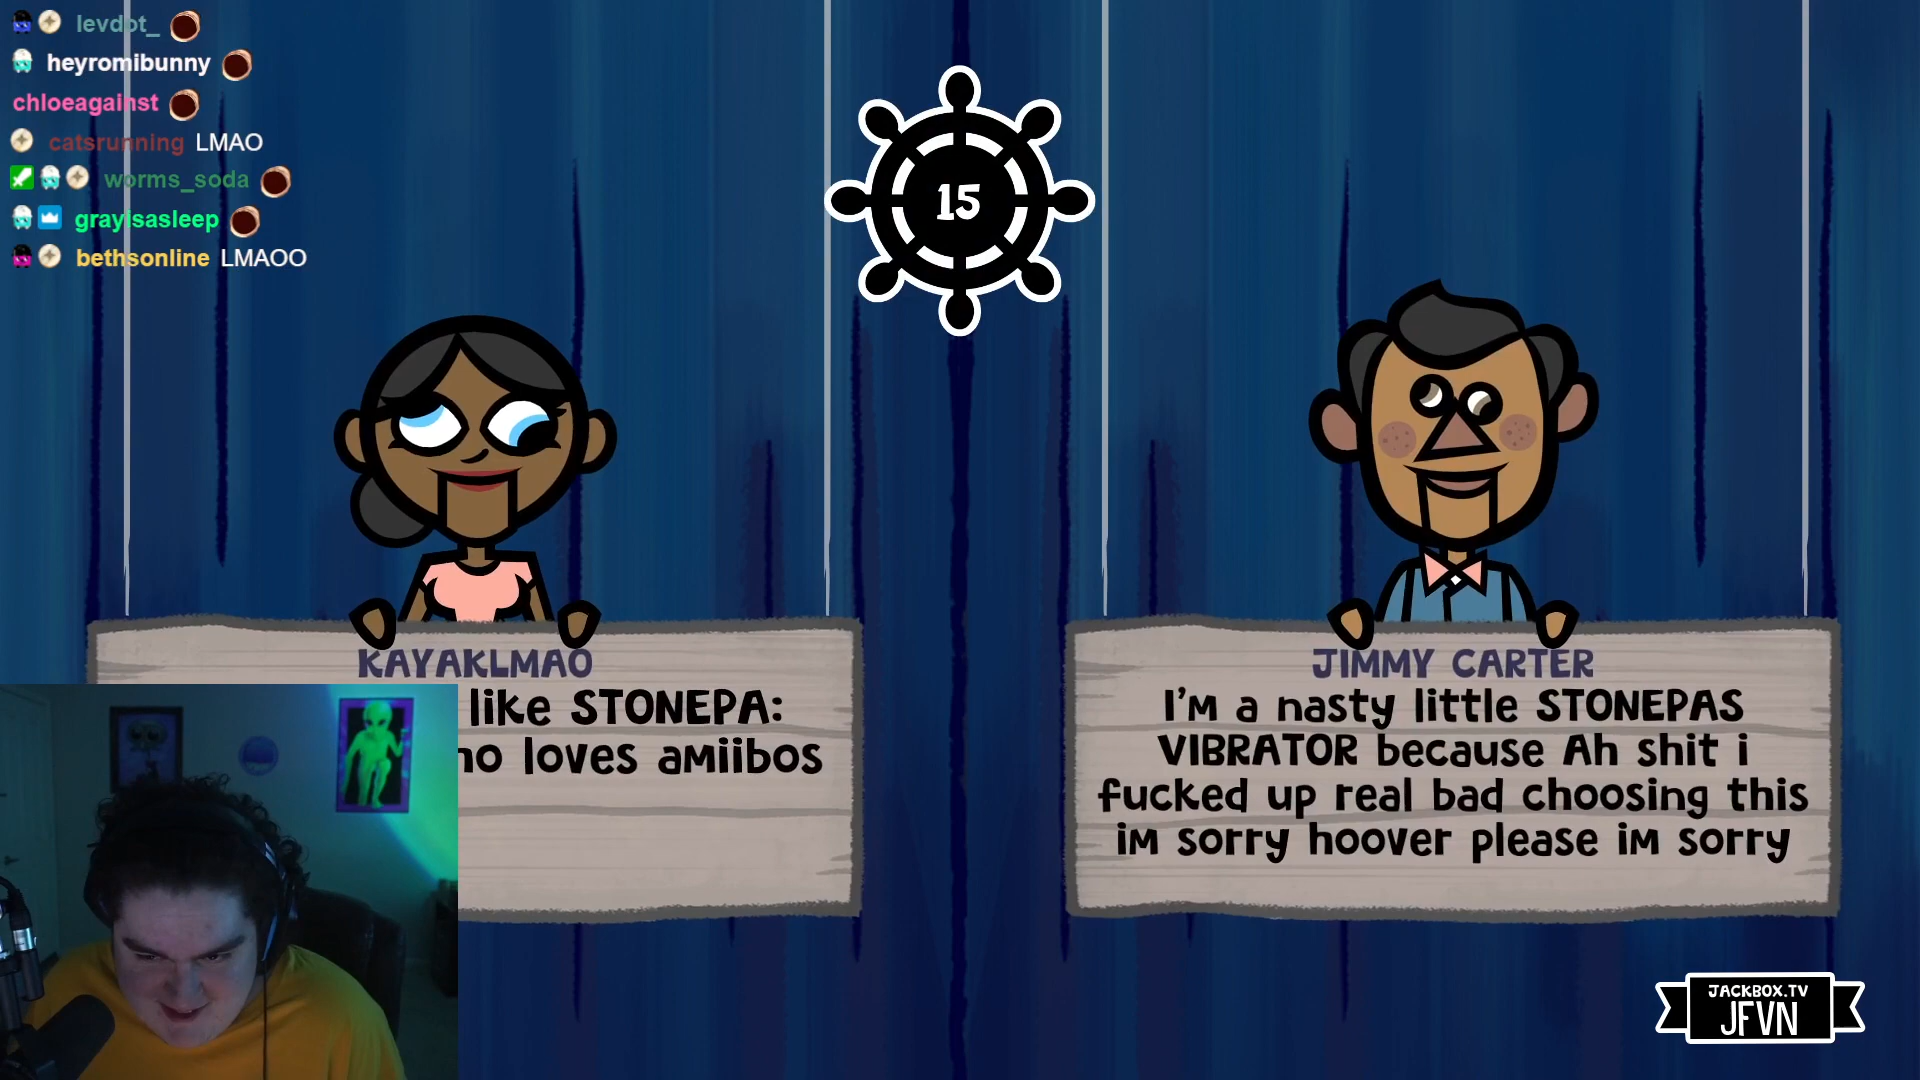 levdot_
heyromibunny
chloeagainst
catsrunning LMAO
worms_soda
grayisasleep
bethsonline LMAOO
15
KAYAKLMAO
like STONEPA:
no loves amiibos
JIMMY CARTER
I'M a nasty little STONEPAS
VIBRATOR because Ah shit i
fucked up real bad choosing this
im sorry hoover please im sorry
JACKBOX.TV
JFVN